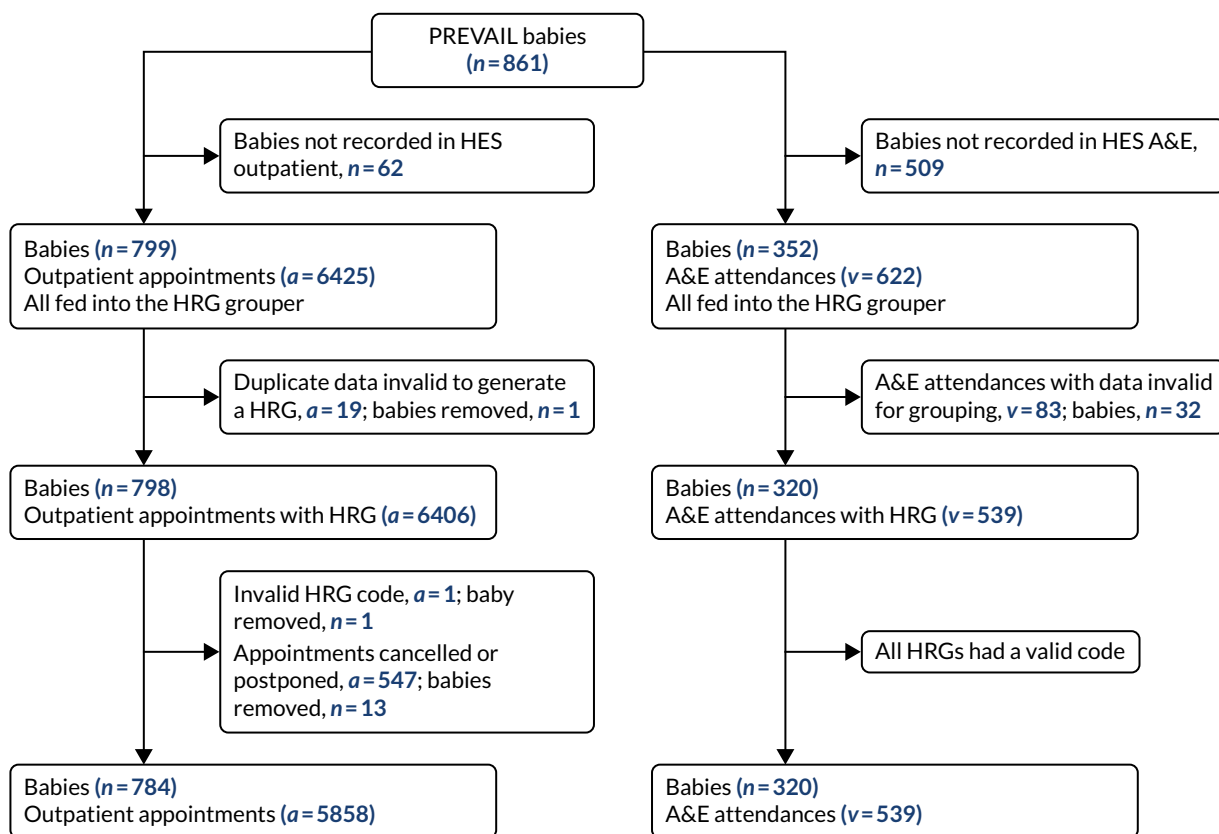 PREVAIL babies
(n=861)
Babies not recorded in HES
outpatient, n=62
Babies not recorded in HES A&E,
n=509
Babies (n=799)
Outpatient appointments (a=6425)
All fed into the HRG grouper
Babies (n=352)
A&E attendances (v=622)
All fed into the HRG grouper
Duplicate data invalid to generate
a HRG, a=19; babies removed, n=1
A&E attendances with data invalid
for grouping, v=83; babies, n=32
Babies (n=798)
Outpatient appointments with HRG (a=6406)
Babies (n=320)
A&E attendances with HRG (v=539)
Invalid HRG code, a=1; baby
removed, n=1
Appointments cancelled or
postponed, a=547; babies
removed, n=13
All HRGs had a valid code
Babies (n=784)
Outpatient appointments (a=5858)
Babies (n=320)
A&E attendances (v=539)